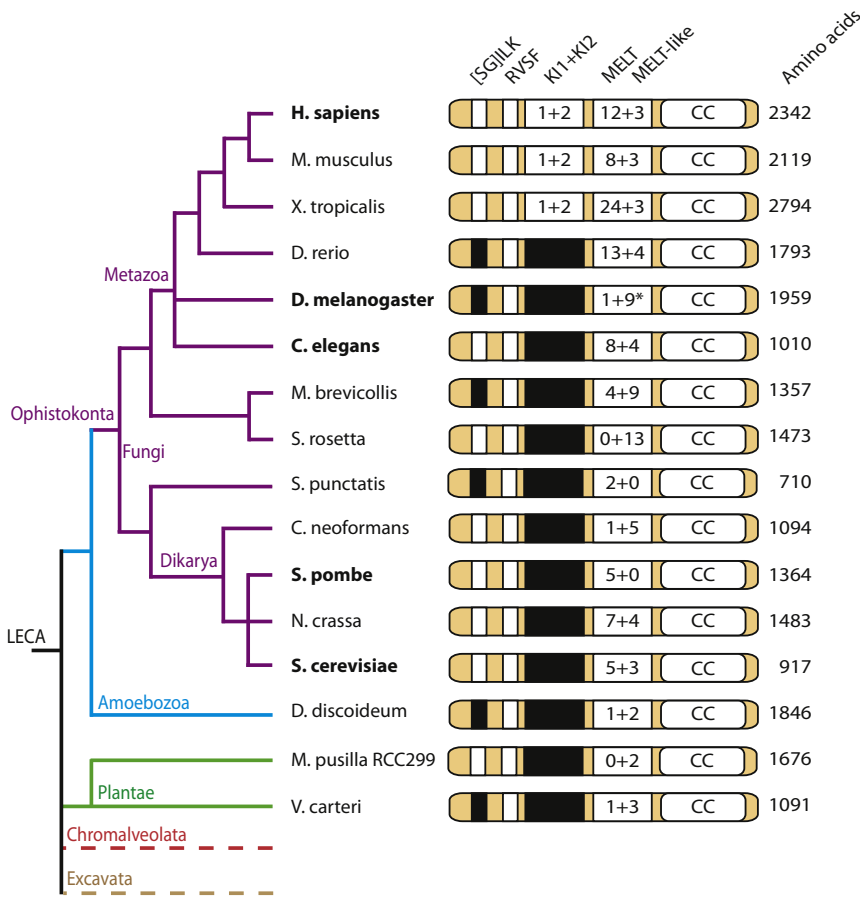 [SG]ILK RVSF KI1+KI2 MELT MELT-like Amino acids
H. sapiens 1+2 12+3 CC 2342
M. musculus 1+2 8+3 CC 2119
X. tropicalis 1+2 24+3 CC 2794
D. rerio 13+4 CC 1793
Metazoa
D. melanogaster 1+9* CC 1959
C. elegans 8+4 CC 1010
M. brevicollis 4+9 CC 1357
Ophistokonta
S. rosetta 0+13 CC 1473
Fungi
S. punctatis 2+0 CC 710
C. neoformans 1+5 CC 1094
Dikarya
S. pombe 5+0 CC 1364
N. crassa 7+4 CC 1483
LECA
S. cerevisiae 5+3 CC 917
Amoebozoa
D. discoideum 1+2 CC 1846
M. pusilla RCC299 0+2 CC 1676
Plantae
V. carteri 1+3 CC 1091
Chromalveolata
Excavata